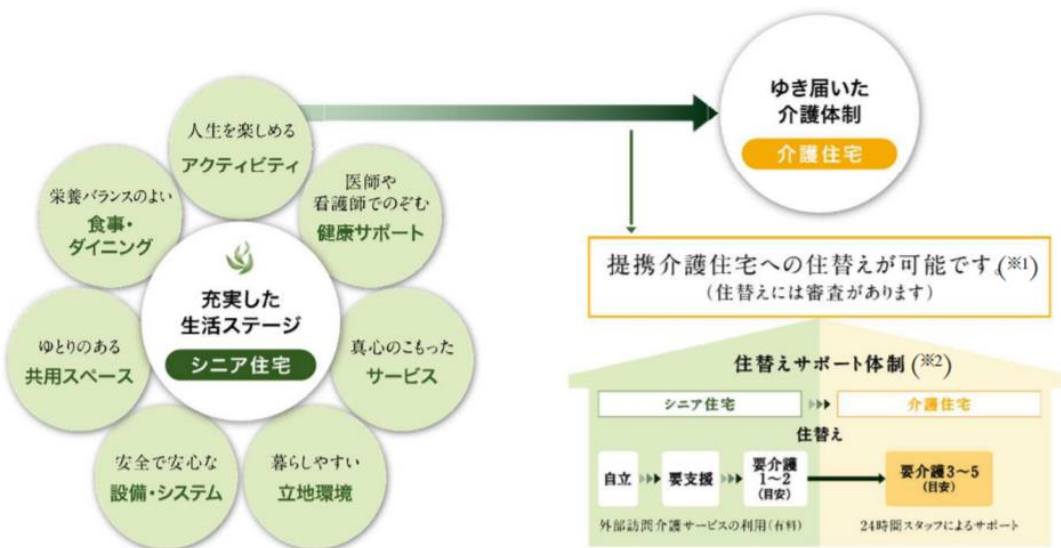 人生を楽しめる
アクティビティ
医師や
看護師でのぞむ
健康サポート
真心のこもった
サービス
暮らしやすい
立地環境
安全で安心な
設備・システム
ゆとりのある
共用スペース
栄養バランスのよい
食事・
ダイニング
充実した
生活ステージ
シニア住宅
ゆき届いた
介護体制
介護住宅
提携介護住宅への住替えが可能です。(※1)
(住替えには審査があります)
住替えサポート体制(※2)
シニア住宅
介護住宅
住替え
自立
要支援
要介護
1〜2
(目安)
要介護3〜5
(目安)
外部訪問介護サービスの利用(有料)
24時間スタッフによるサポート